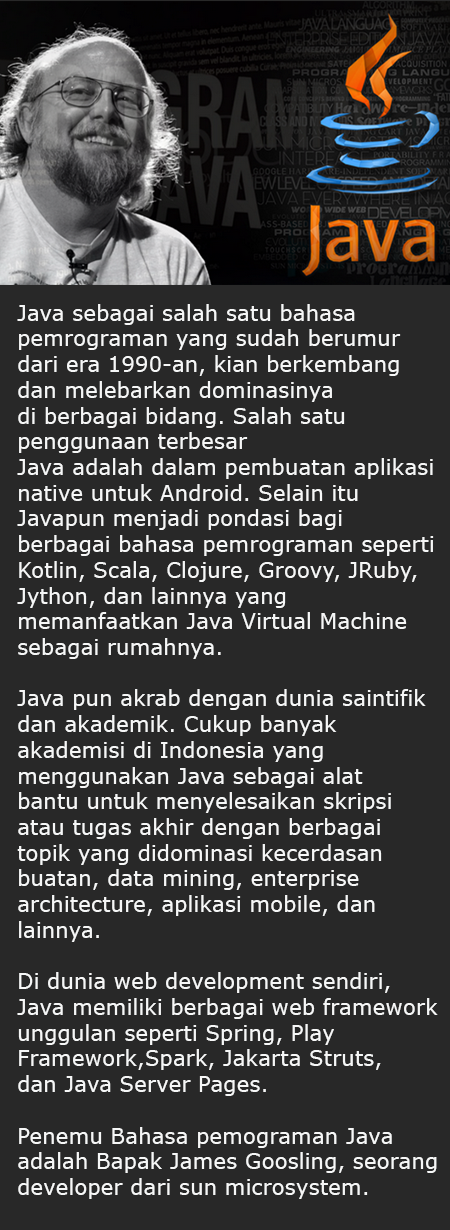 PROGRAM
JAVA
Java
Java sebagai salah satu bahasa
pemrograman yang sudah berumur
dari era 1990-an, kian berkembang
dan melebarkan dominasinya
di berbagai bidang. Salah satu
penggunaan terbesar
Java adalah dalam pembuatan aplikasi
native untuk Android. Selain itu
Javapun menjadi pondasi bagi
berbagai bahasa pemrograman seperti
Kotlin, Scala, Clojure, Groovy, JRuby,
Jython, dan lainnya yang
memanfaatkan Java Virtual Machine
sebagai rumahnya.
Java pun akrab dengan dunia saintifik
dan akademik. Cukup banyak
akademisi di Indonesia yang
menggunakan Java sebagai alat
bantu untuk menyelesaikan skripsi
atau tugas akhir dengan berbagai
topik yang didominasi kecerdasan
buatan, data mining, enterprise
architecture, aplikasi mobile, dan
lainnya.
Di dunia web development sendiri,
Java memiliki berbagai web framework
unggulan seperti Spring, Play
Framework,Spark, Jakarta Struts,
dan Java Server Pages.
Penemu Bahasa pemograman Java
adalah Bapak James Goosling, seorang
developer dari sun microsystem.